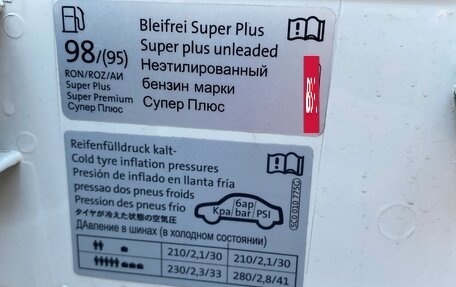 98/(95)
RON/ROZ/АИ
Super Plus
Super Premium
Супер Плюс
Bleifrei Super Plus
Super plus unleaded
Неэтилированный
бензин марки
Супер Плюс
Reifenfülldruck kalt-
Cold tyre inflation pressures
Presión de inflado en llanta fría
pressao dos pneus froids
Pression des pneus frio
タイヤが冷えた状態の空気圧
ДАвление в шинах (в холодном состоянии)
Kpa/6ap/bar/PSI
210/2,1/30 210/2,1/30
230/2,3/33 280/2,8/41
5C0 010 775C